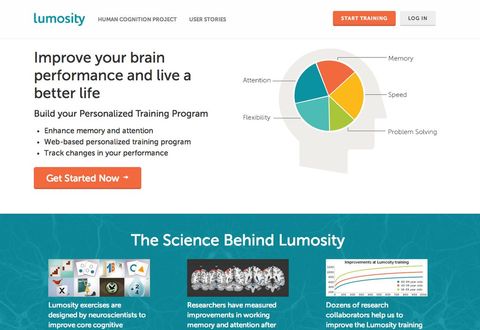 lumosity
HUMAN COGNITION PROJECT
USER STORIES
START TRAINING
LOG IN
Improve your brain
performance and live a
better life
Build your Personalized Training Program
• Enhance memory and attention
• Web-based personalized training program
• Track changes in your performance
Get Started Now →
Memory
Attention
Speed
Flexibility
Problem Solving
The Science Behind Lumosity
Improvements at Lumosity training
Lumosity exercises are
designed by neuroscientists to
improve core cognitive
Researchers have measured
improvements in working
memory and attention after
Dozens of research
collaborators help us to
improve the Lumosity training